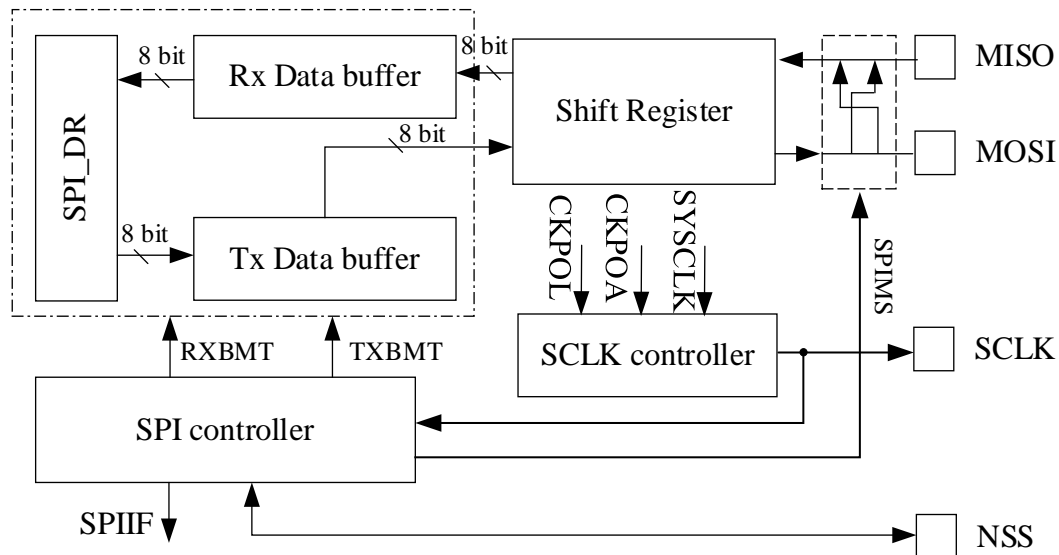 8 bit
Rx Data buffer
8 bit
Shift Register
MISO
SPI_DR
8 bit
MOSI
8 bit
Tx Data buffer
CKPOL
CKPOA
SYSCLK
SPIMS
RXBMT
TXBMT
SCLK controller
SCLK
SPI controller
SPIIF
NSS